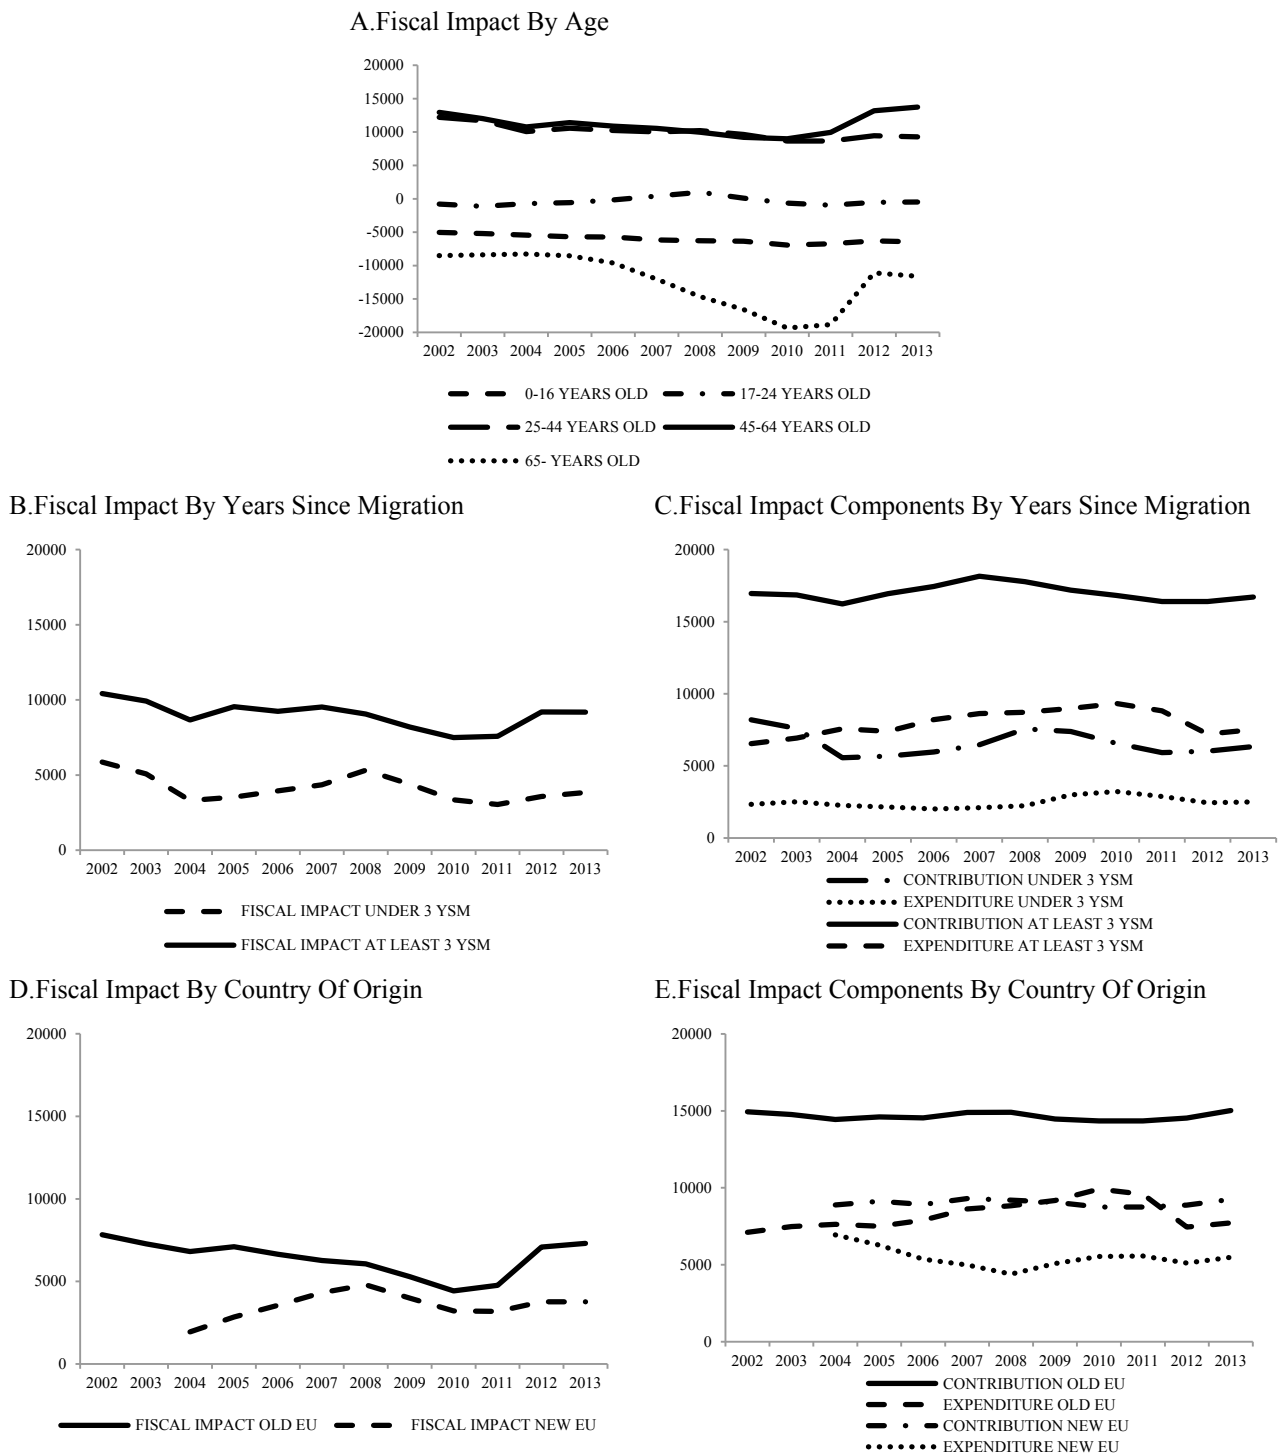 A.Fiscal Impact By Age
20000
15000
10000
5000
0
-5000
-10000
-15000
-20000
2002 2003 2004 2005 2006 2007 2008 2009 2010 2011 2012 2013
0-16 YEARS OLD 17-24 YEARS OLD
25-44 YEARS OLD 45-64 YEARS OLD
65- YEARS OLD
B.Fiscal Impact By Years Since Migration
20000
15000
10000
5000
0
2002 2003 2004 2005 2006 2007 2008 2009 2010 2011 2012 2013
FISCAL IMPACT UNDER 3 YSM
FISCAL IMPACT AT LEAST 3 YSM
C.Fiscal Impact Components By Years Since Migration
20000
15000
10000
5000
0
2002 2003 2004 2005 2006 2007 2008 2009 2010 2011 2012 2013
CONTRIBUTION UNDER 3 YSM
EXPENDITURE UNDER 3 YSM
CONTRIBUTION AT LEAST 3 YSM
EXPENDITURE AT LEAST 3 YSM
D.Fiscal Impact By Country Of Origin
20000
15000
10000
5000
0
2002 2003 2004 2005 2006 2007 2008 2009 2010 2011 2012 2013
FISCAL IMPACT OLD EU FISCAL IMPACT NEW EU
E.Fiscal Impact Components By Country Of Origin
20000
15000
10000
5000
0
2002 2003 2004 2005 2006 2007 2008 2009 2010 2011 2012 2013
CONTRIBUTION OLD EU
EXPENDITURE OLD EU
CONTRIBUTION NEW EU
EXPENDITURE NEW EU